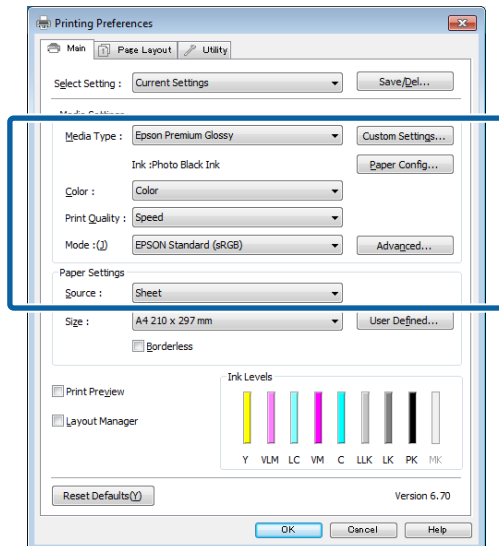 Printing Preferences
Main Page Layout Utility
Select Setting : Current Settings Save/Del...
Media Settings
Media Type : Epson Premium Glossy Custom Settings...
Ink :Photo Black Ink Paper Config...
Color : Color
Print Quality : Speed
Mode :(J) EPSON Standard (sRGB) Advanced...
Paper Settings
Source : Sheet
Size : A4 210 x 297 mm User Defined...
Borderless
Ink Levels
Print Preview
Layout Manager
Y VLM LC VM C LLK LK PK MK
Reset Defaults(Y) Version 6.70
OK Cancel Help